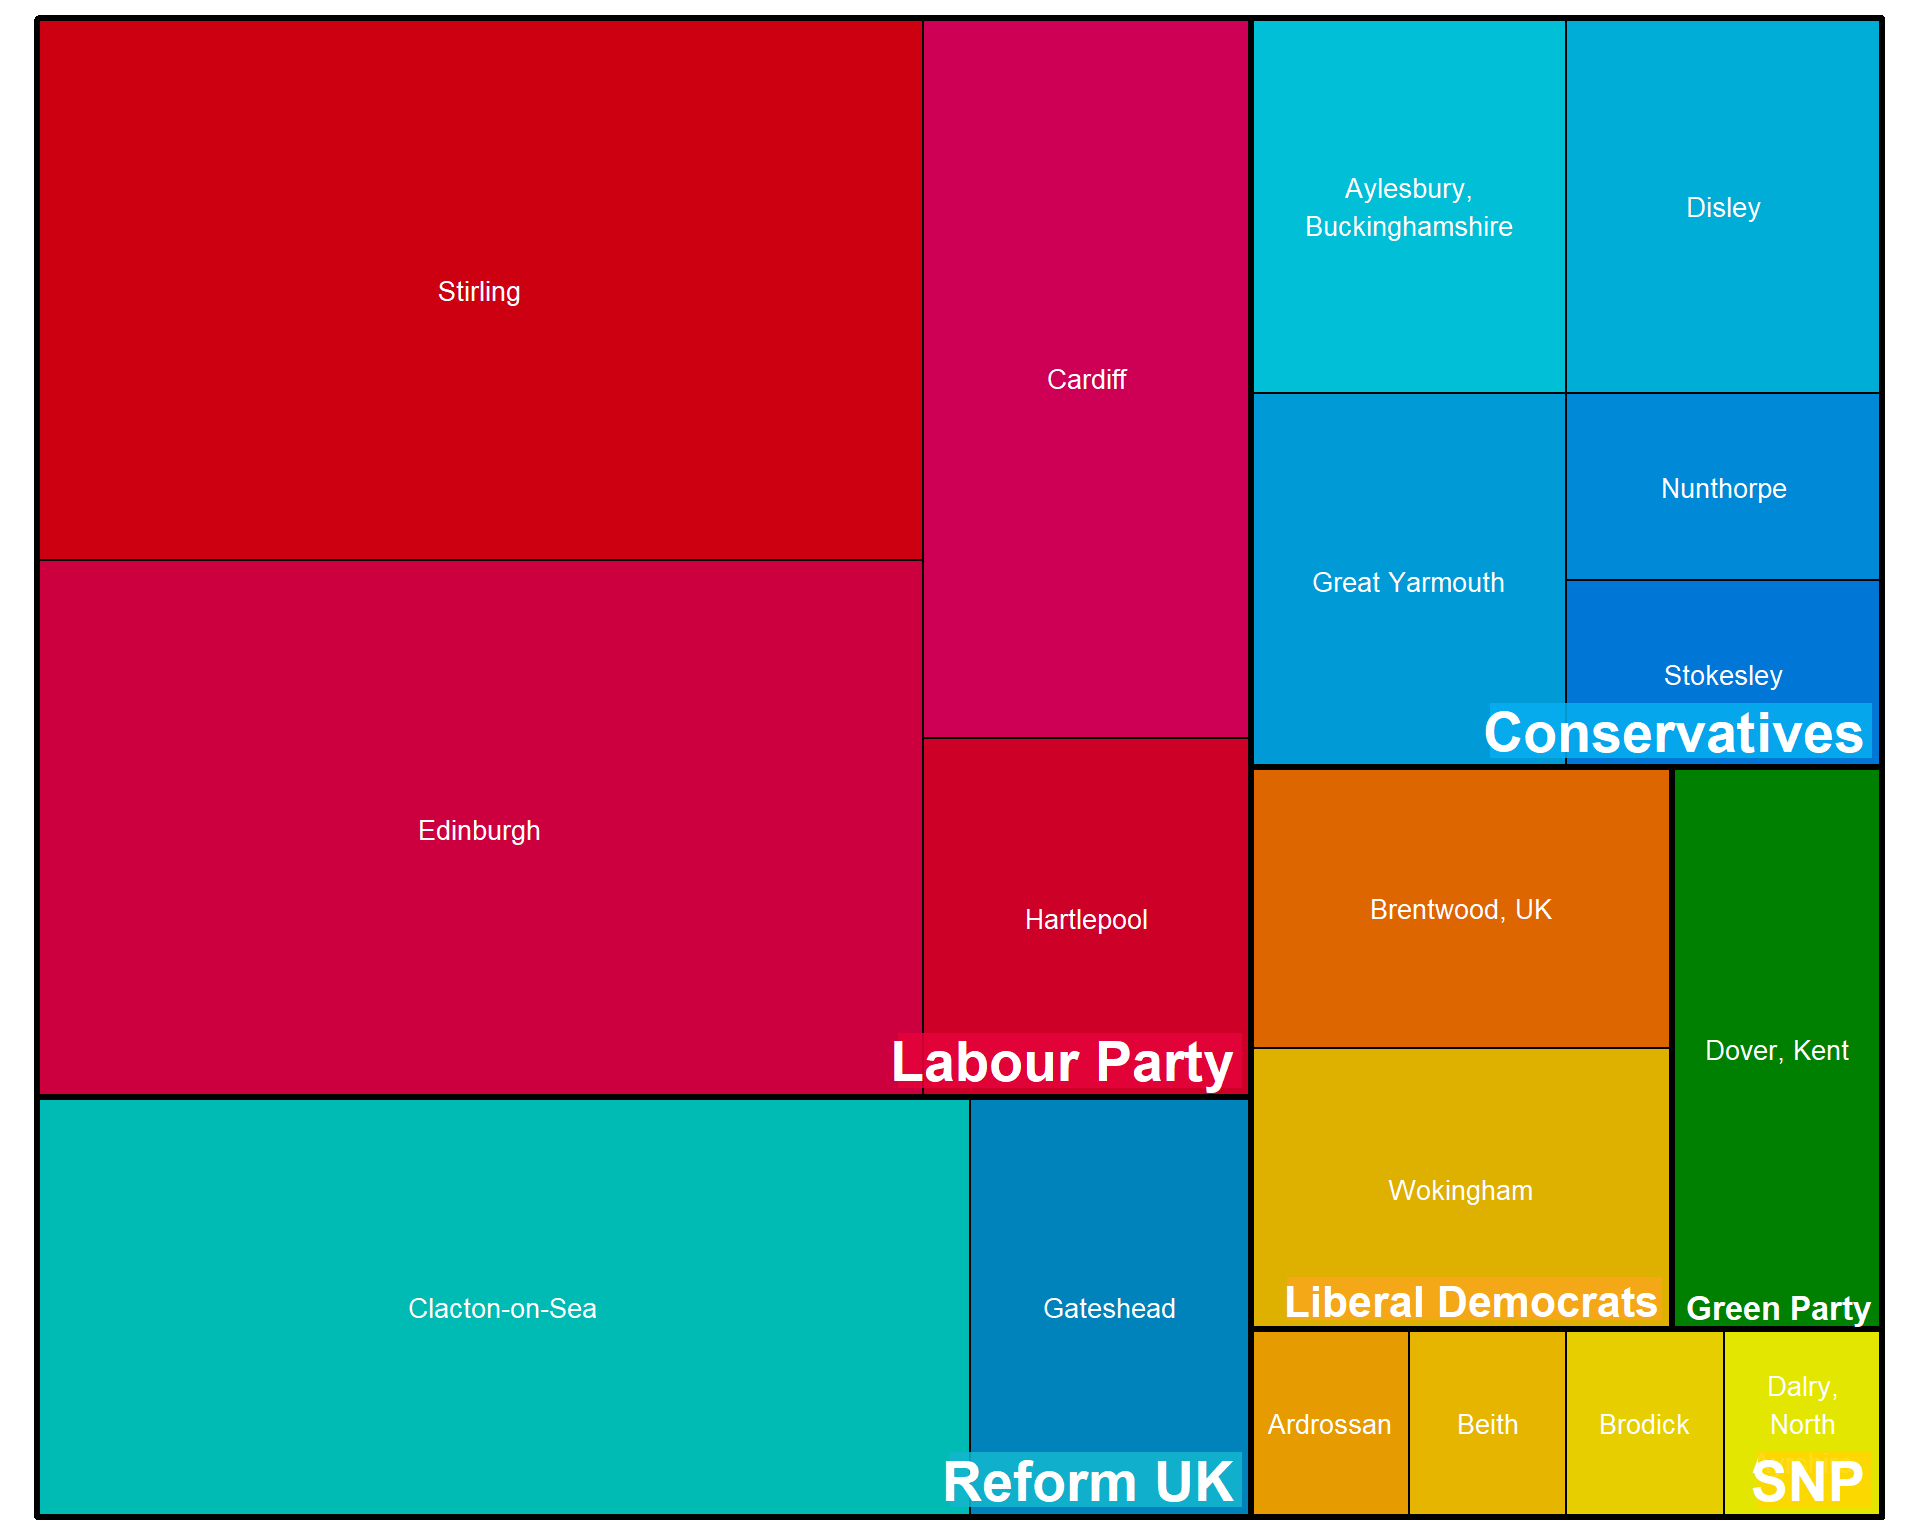 Stirling
Cardiff
Edinburgh
Hartlepool
Labour Party
Clacton-on-Sea
Gateshead
Reform UK
Aylesbury,
Buckinghamshire
Disley
Great Yarmouth
Nunthorpe
Stokesley
Conservatives
Brentwood, UK
Wokingham
Liberal Democrats
Dover, Kent
Green Party
Ardrossan
Beith
Brodick
Dalry,
North
SNP